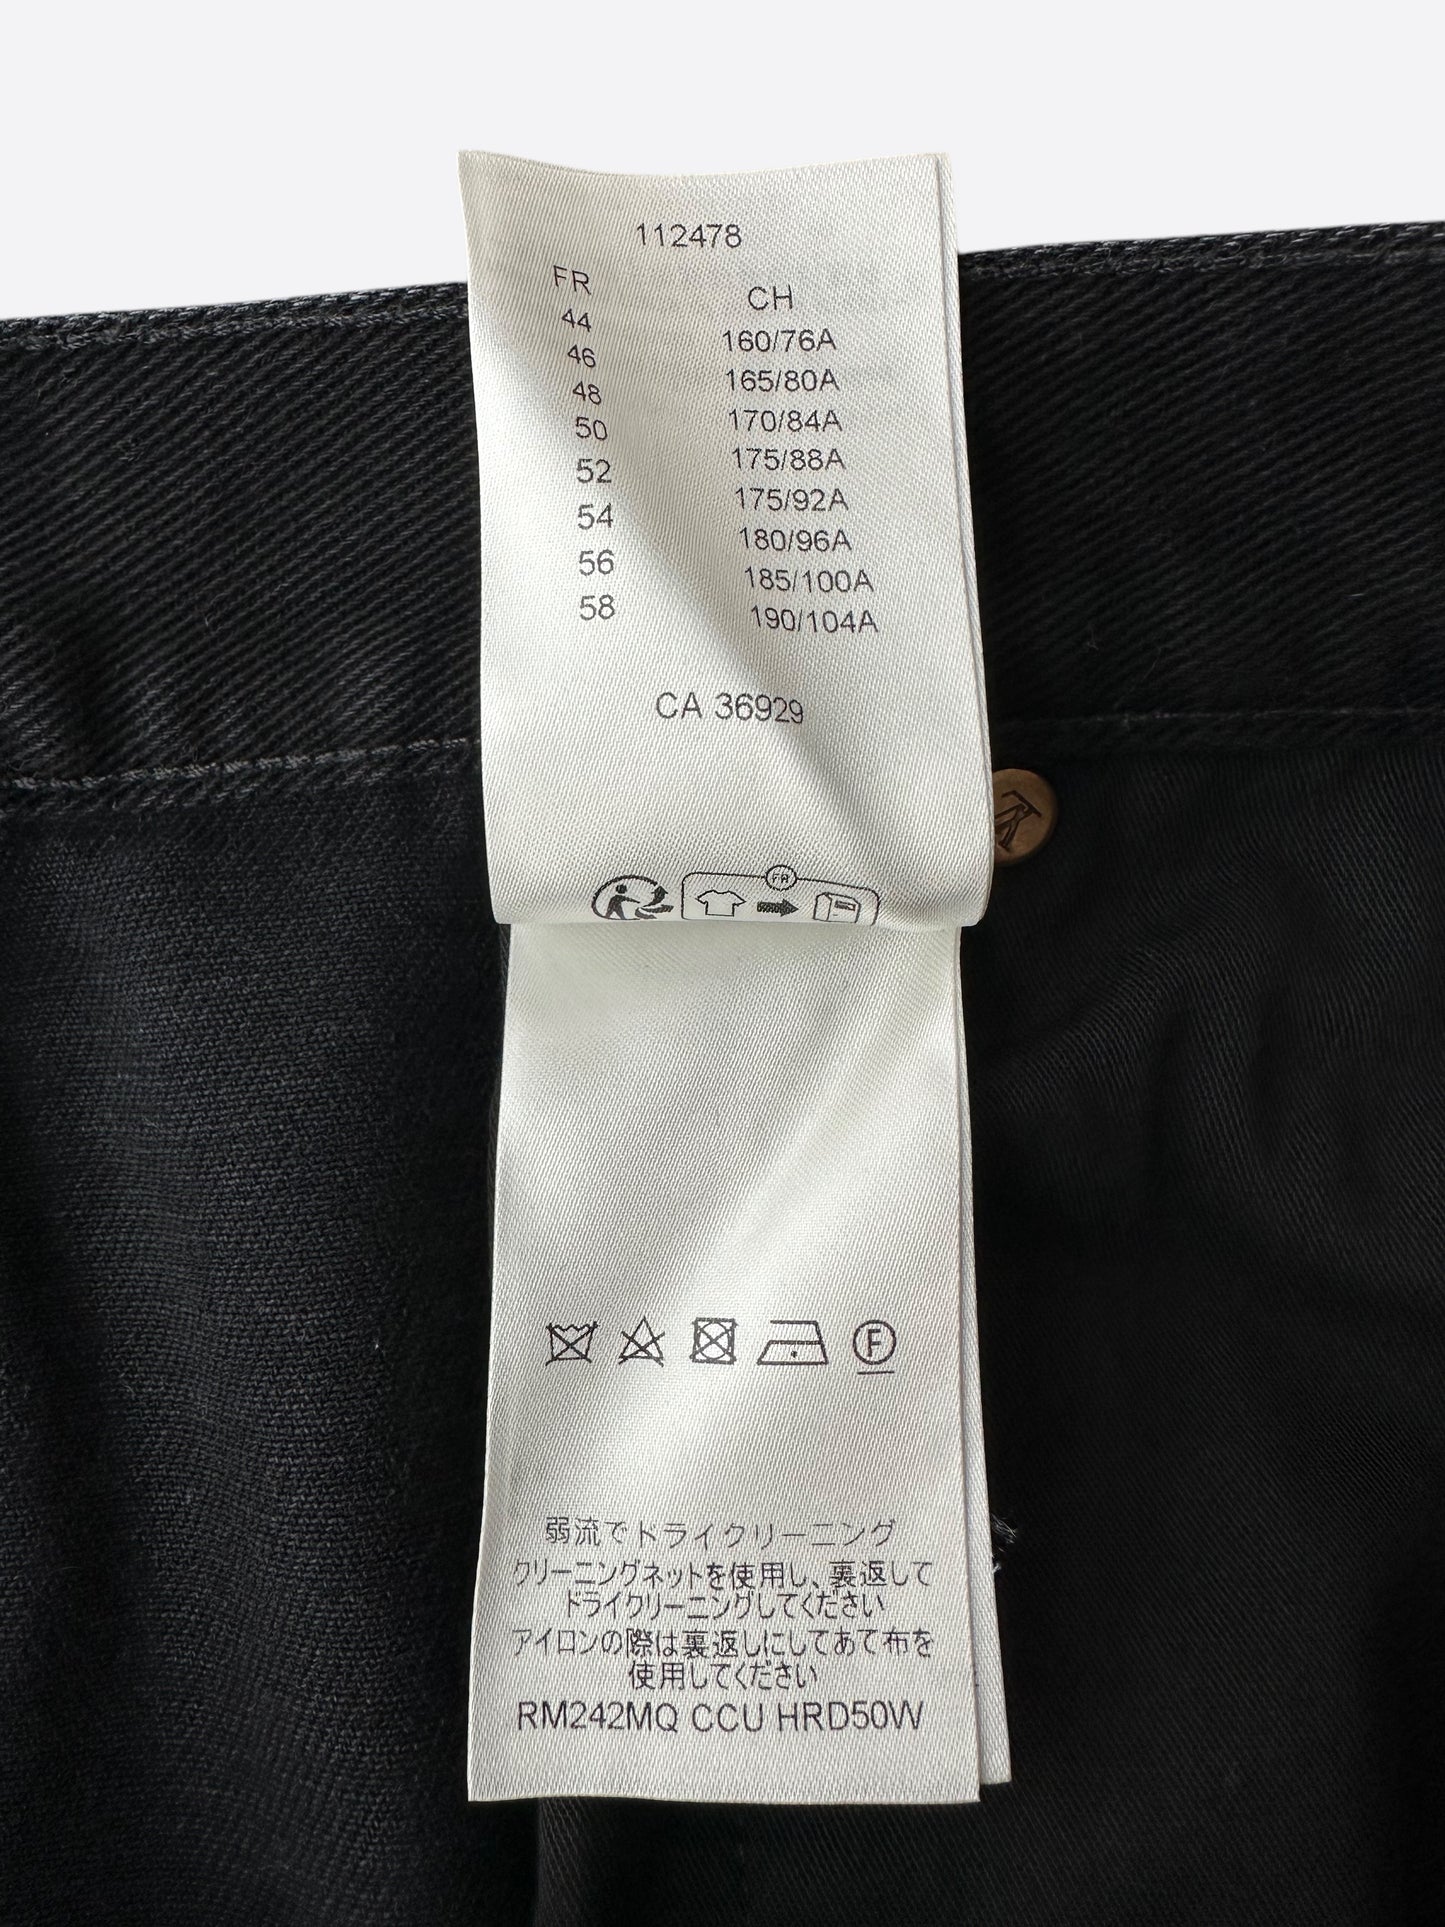 112478
FR CH
44 160/76A
46 165/80A
48 170/84A
50 175/88A
52 175/92A
54 180/96A
56 185/100A
58 190/104A
CA 36929
FR
F
弱流でドライクリーニング
クリーニングネットを使用し、裏返して
ドライクリーニングしてください
アイロンの際は裏返しにしてあて布を
使用してください
RM242MQ CCU HRD50W
LV